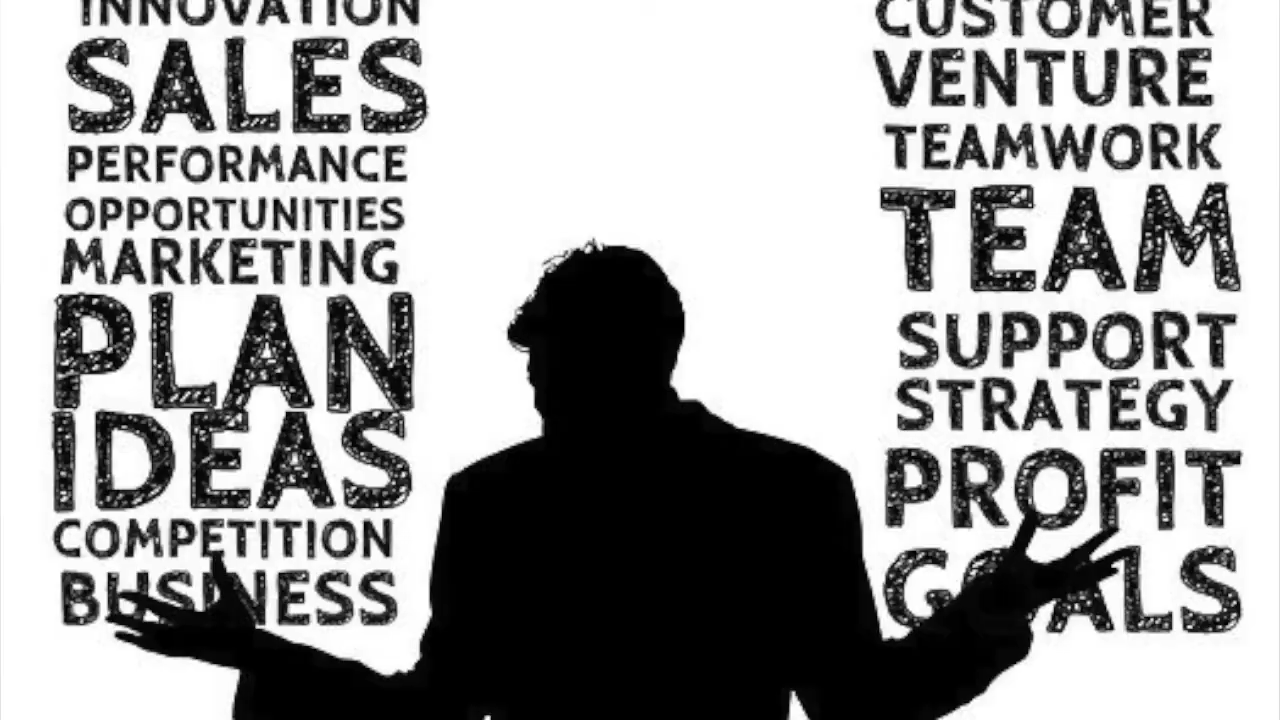 INNOVATION
SALES
PERFORMANCE
OPPORTUNITIES
MARKETING
PLAN
IDEAS
COMPETITION
BUSINESS
CUSTOMER
VENTURE
TEAMWORK
TEAM
SUPPORT
STRATEGY
PROFIT
GOALS